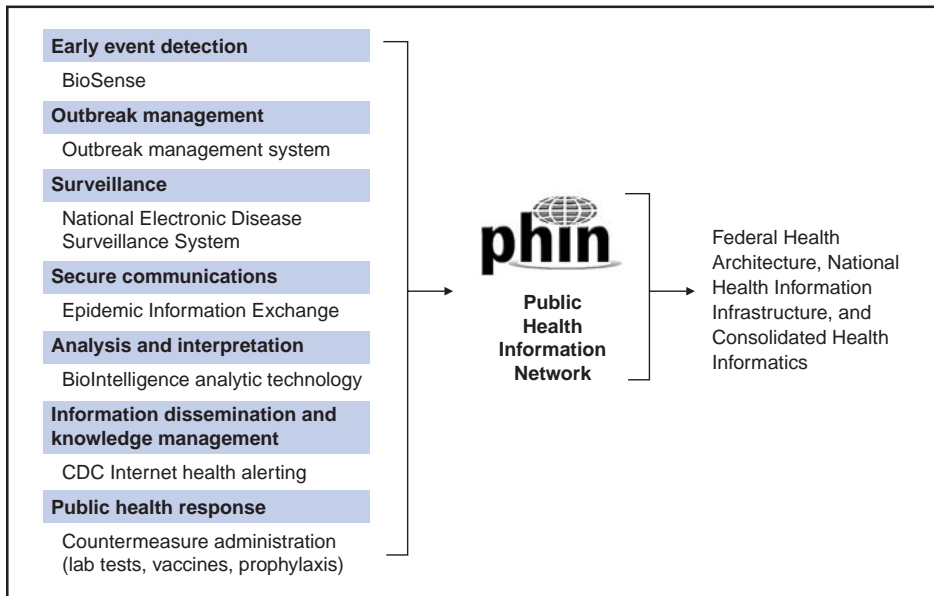 Early event detection
BioSense
Outbreak management
Outbreak management system
Surveillance
National Electronic Disease
Surveillance System
Secure communications
Epidemic Information Exchange
Analysis and interpretation
BioIntelligence analytic technology
Information dissemination and
knowledge management
CDC Internet health alerting
Public health response
Countermeasure administration
(lab tests, vaccines, prophylaxis)
phin
Public
Health
Information
Network
Federal Health
Architecture, National
Health Information
Infrastructure, and
Consolidated Health
Informatics